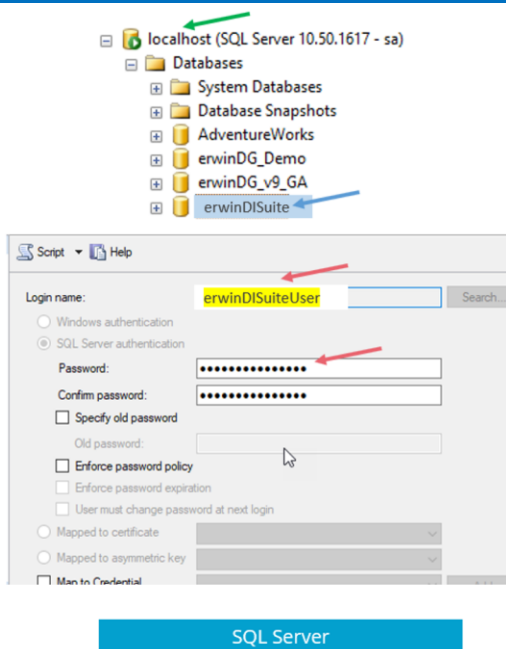 localhost (SQL Server 10.50.1617 - sa)
Databases
System Databases
Database Snapshots
AdventureWorks
erwinDG_Demo
erwinDG_v9_GA
erwinDISuite
Script Help
Login name: erwinDISuiteUser Search...
Windows authentication
SQL Server authentication
Password: •••••••••••••••
Confirm password: •••••••••••••••
Specify old password
Old password:
Enforce password policy
Enforce password expiration
User must change password at next login
Mapped to certificate
Mapped to asymmetric key
Map to Credential
SQL Server